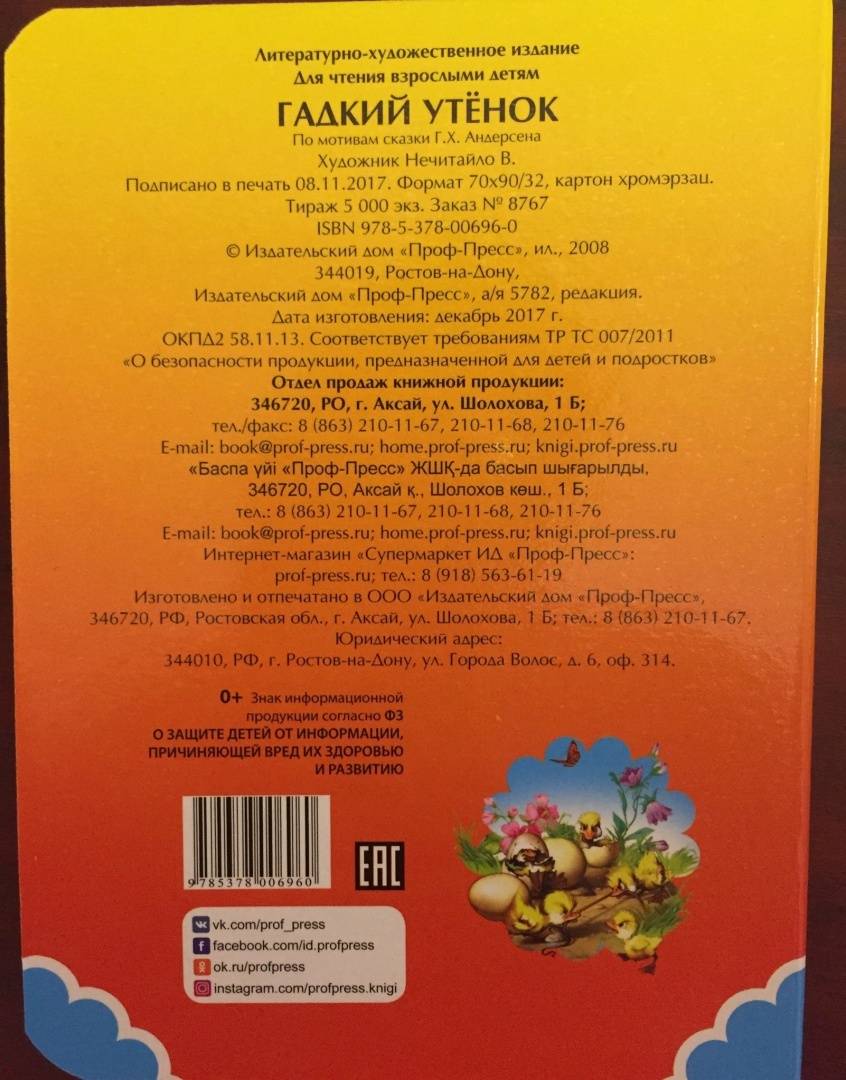 Литературно-художественное издание
Для чтения взрослыми детям
ГАДКИЙ УТЁНОК
По мотивам сказки Г.Х. Андерсена
Художник Нечитайло В.
Подписано в печать 08.11.2017. Формат 70х90/32, картон хромэрзац.
Тираж 5 000 экз. Заказ № 8767
ISBN 978-5-378-00696-0
© Издательский дом «Проф-Пресс», ил., 2008
344019, Ростов-на-Дону,
Издательский дом "Проф-Пресс», а/я 5782, редакция.
Дата изготовления: декабрь 2017 г.
ОКПД2 58.11.13. Соответствует требованиям ТР ТС 007/2011
«О безопасности продукции, предназначенной для детей и подростков»
Отдел продаж книжной продукции:
346720, РО, г. Аксай, ул. Шолохова, 1 Б;
тел./факс: 8 (863) 210-11-67, 210-11-68, 210-11-76
E-mail: book@prof-press.ru; home.prof-press.ru; knigi.prof-press.ru
«Баспа үйі «Проф-Пресс» ЖШҚ-да басып шығарылды,
346720, РО, Аксай қ., Шолохов көш., 1 Б;
тел.: 8 (863) 210-11-67, 210-11-68, 210-11-76
E-mail: book@prof-press.ru; home.prof-press.ru; knigi.prof-press.ru
Интернет-магазин «Супермаркет ИД «Проф-Пресс»:
prof-press.ru; тел.: 8 (918) 563-61-19
Изготовлено и отпечатано в ООО «Издательский дом "Проф-Пресс»,
346720, РФ, Ростовская обл., г. Аксай, ул. Шолохова, 1 Б; тел.: 8 (863) 210-11-67.
Юридический адрес:
344010, РФ, г. Ростов-на-Дону, ул. Города Волос, д. 6, оф. 314.
0+ Знак информационной
продукции согласно ФЗ
О ЗАЩИТЕ ДЕТЕЙ ОТ ИНФОРМАЦИИ,
ПРИЧИНЯЮЩЕЙ ВРЕД ИХ ЗДОРОВЬЮ
И РАЗВИТИЮ
9 785378 006960
EAC
vk.com/prof_press
facebook.com/id.profpress
ok.ru/profpress
instagram.com/profpress.knigi